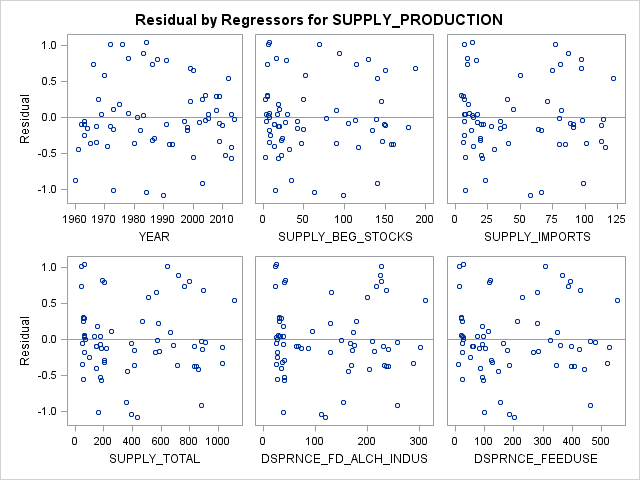 Residual by Regressors for SUPPLY_PRODUCTION
Residual
1.0
0.5
0.0
-0.5
-1.0
1960 1970 1980 1990 2000 2010
YEAR
0 50 100 150 200
SUPPLY_BEG_STOCKS
0 25 50 75 100 125
SUPPLY_IMPORTS
Residual
1.0
0.5
0.0
-0.5
-1.0
0 200 400 600 800 1000
SUPPLY_TOTAL
0 100 200 300
DSPRNCE_FD_ALCH_INDUS
0 100 200 300 400 500
DSPRNCE_FEEDUSE